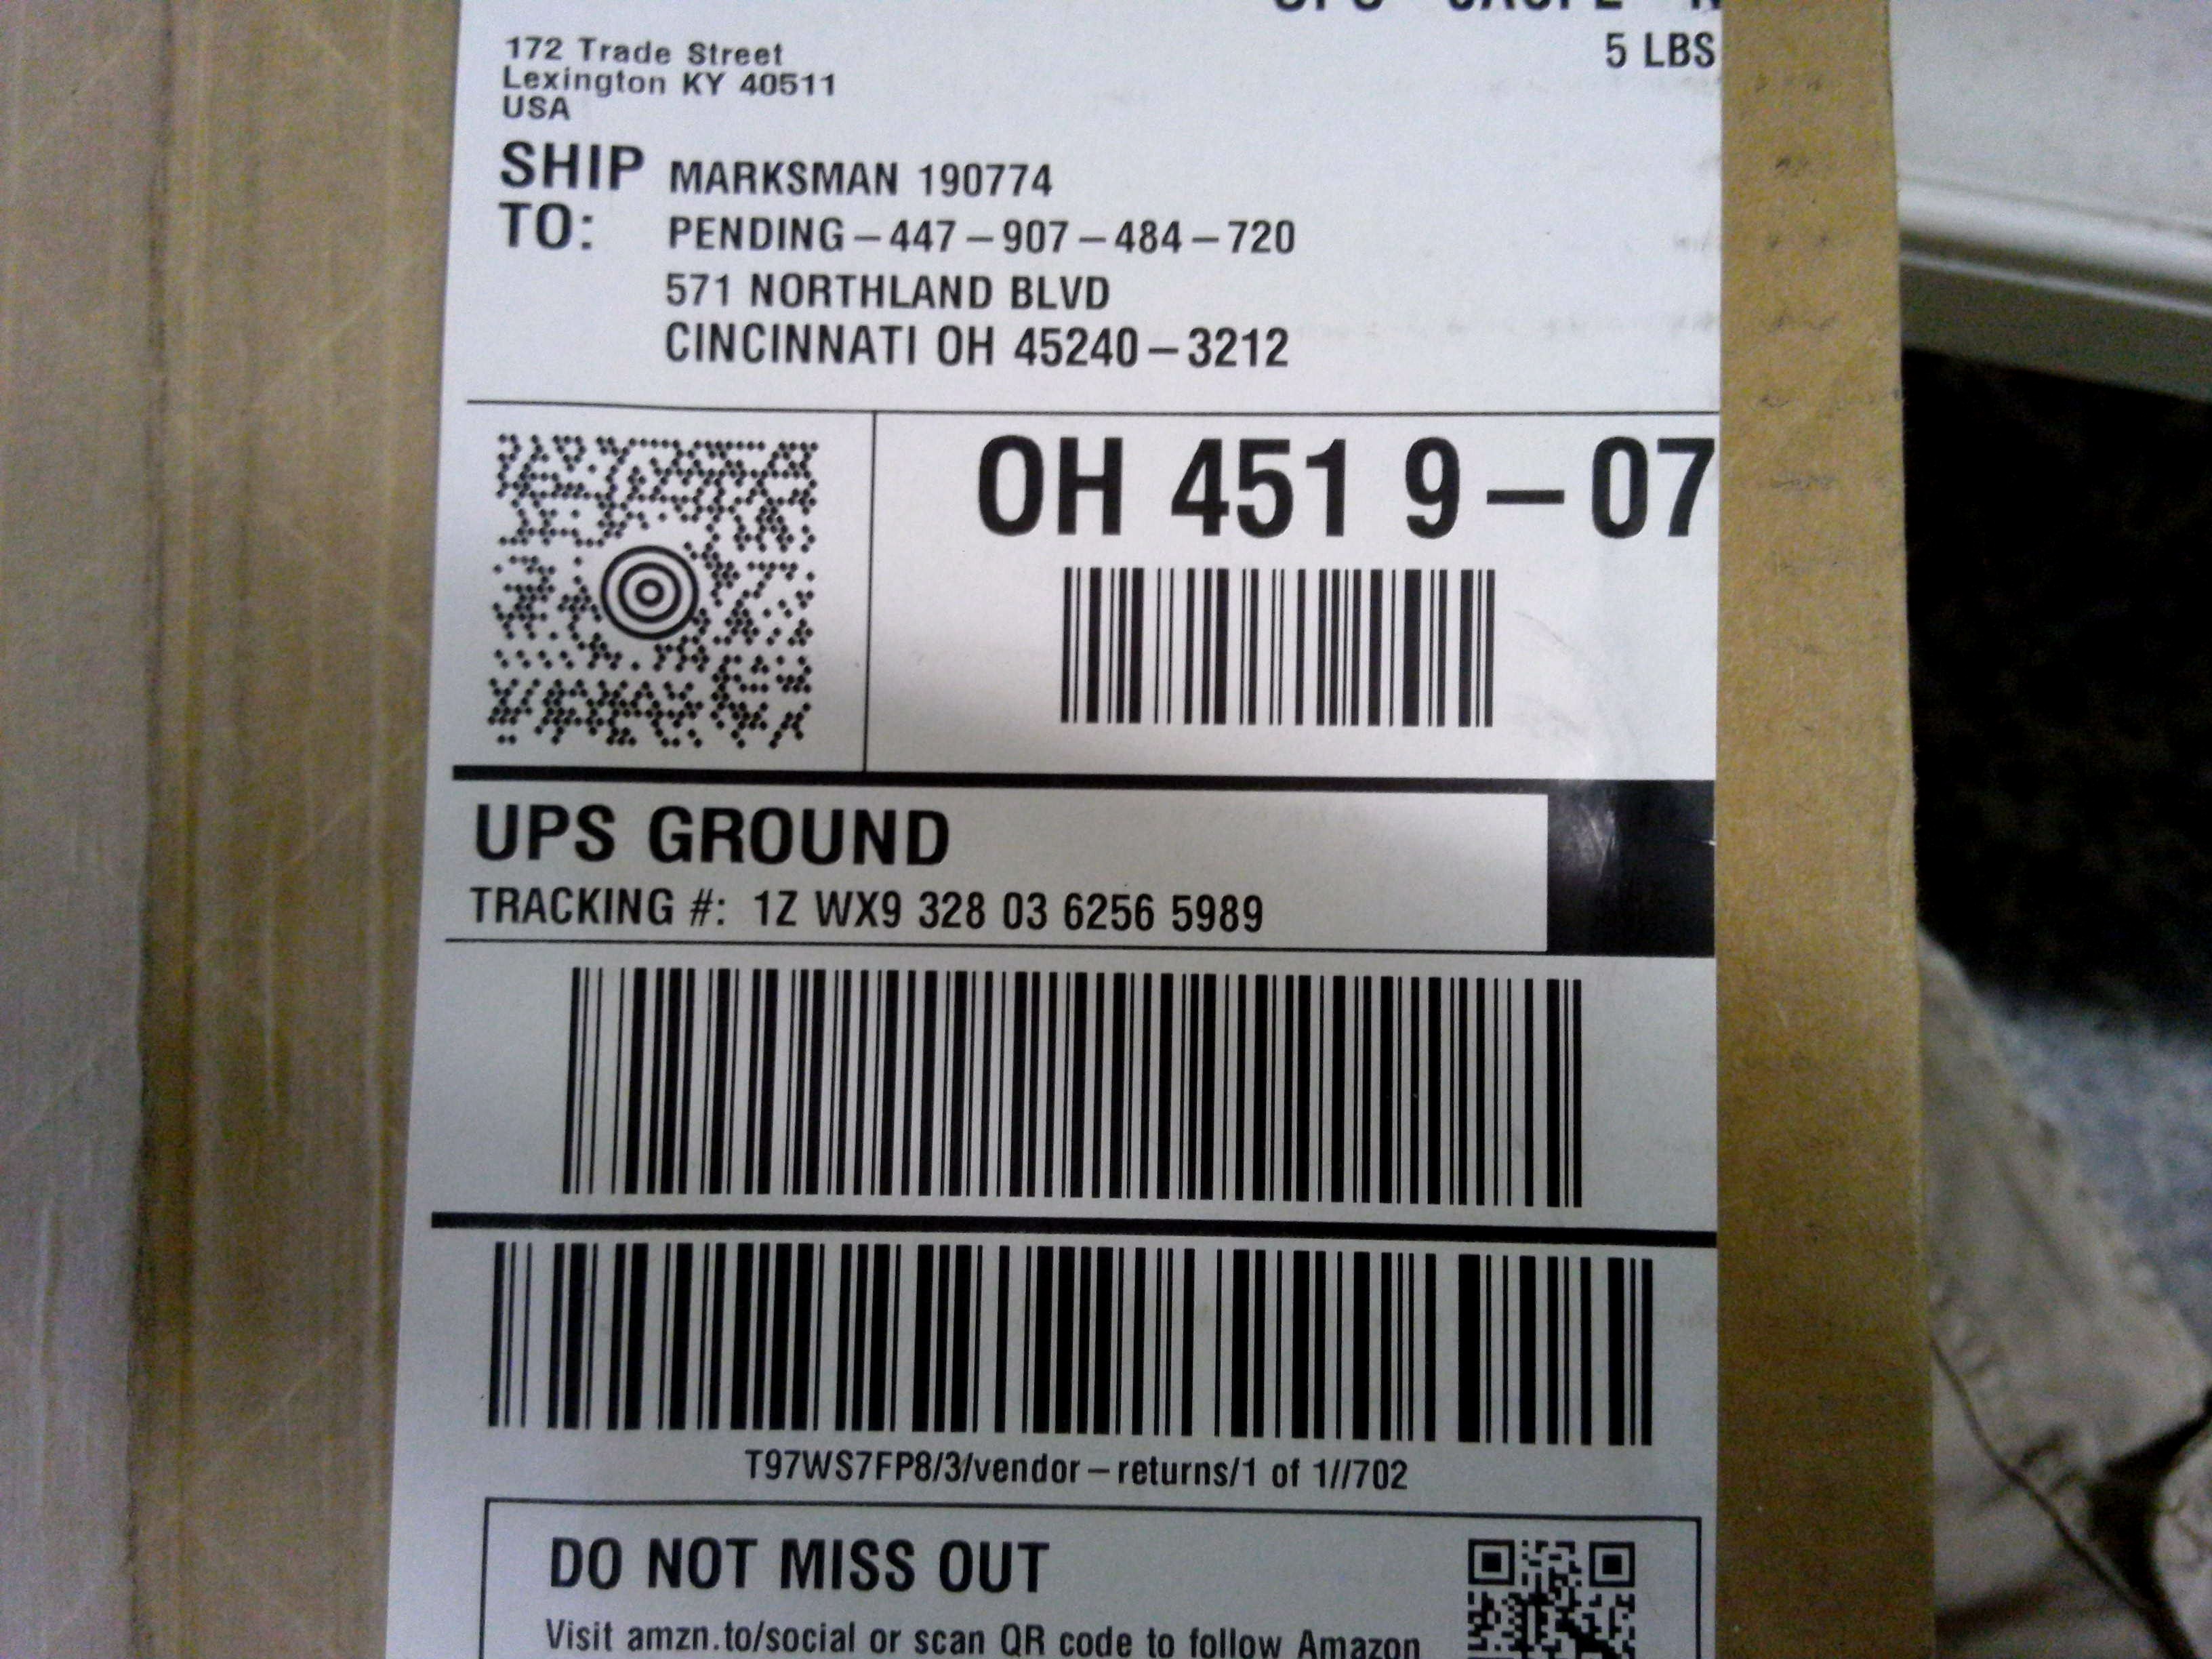 172 Trade Street
Lexington KY 40511
USA
5 LBS
SHIP TO:
MARKSMAN 190774
PENDING–447–907–484–720
571 NORTHLAND BLVD
CINCINNATI OH 45240–3212
OH 451 9–07
UPS GROUND
TRACKING #: 1Z WX9 328 03 6256 5989
T97WS7FP8/3/vendor–returns/1 of 1//702
DO NOT MISS OUT
Visit amzn.to/social or scan QR code to follow Amazon